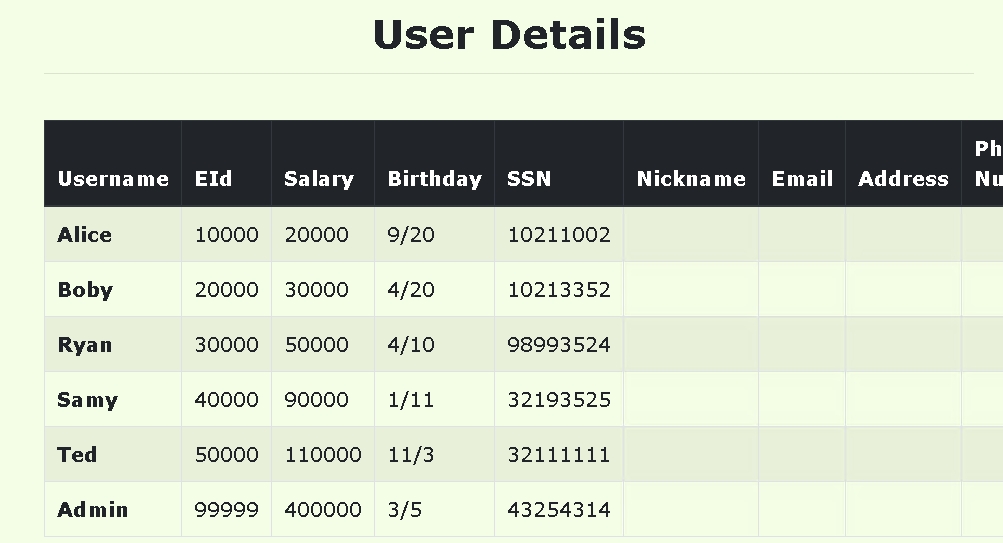 User Details
Username EId Salary Birthday SSN Nickname Email Address Ph
Nu
Alice 10000 20000 9/20 10211002
Boby 20000 30000 4/20 10213352
Ryan 30000 50000 4/10 98993524
Samy 40000 90000 1/11 32193525
Ted 50000 110000 11/3 32111111
Admin 99999 400000 3/5 43254314